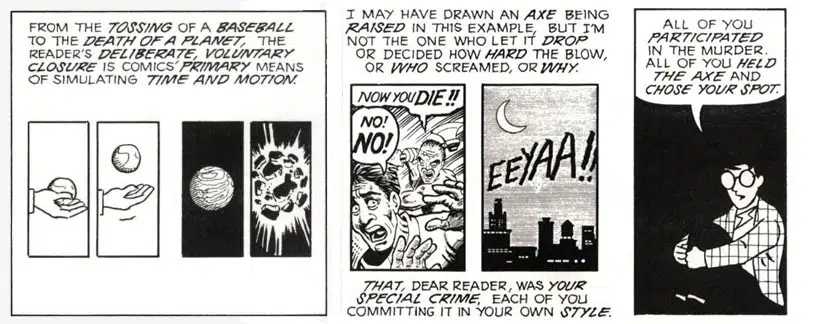 FROM THE TOSSING OF A BASEBALL
TO THE DEATH OF A PLANET, THE
READER'S DELIBERATE, VOLUNTARY
CLOSURE IS COMICS' PRIMARY MEANS
OF SIMULATING TIME AND MOTION.
I MAY HAVE DRAWN AN AXE BEING
RAISED IN THIS EXAMPLE, BUT I'M
NOT THE ONE WHO LET IT DROP
OR DECIDED HOW HARD THE BLOW,
OR WHO SCREAMED, OR WHY.
NOW YOU DIE!!
NO!
NO!
EEYAA!!
THAT, DEAR READER, WAS YOUR
SPECIAL CRIME, EACH OF YOU
COMMITTING IT IN YOUR OWN STYLE.
ALL OF YOU
PARTICIPATED
IN THE MURDER.
ALL OF YOU HELD
THE AXE AND
CHOSE YOUR SPOT.